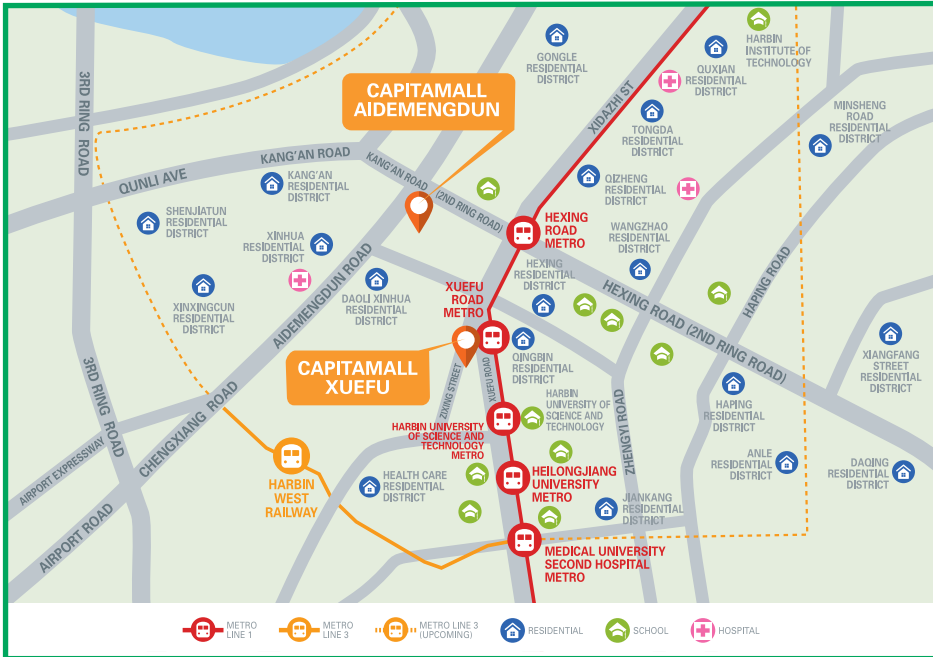 HARBIN
INSTITUTE OF
TECHNOLOGY
GONGLE
RESIDENTIAL
DISTRICT
QUXIAN
RESIDENTIAL
DISTRICT
3RD RING ROAD
CAPITAMALL
AIDEMENGDUN
XIDAZHI ST
TONGDA
RESIDENTIAL
DISTRICT
MINSHENG
ROAD
RESIDENTIAL
DISTRICT
KANG'AN ROAD
QUNLI AVE
KANG'AN ROAD (2ND RING ROAD)
KANG'AN
RESIDENTIAL
DISTRICT
QIZHENG
RESIDENTIAL
DISTRICT
SHENJIATUN
RESIDENTIAL
DISTRICT
HEXING
ROAD
METRO
WANGZHAO
RESIDENTIAL
DISTRICT
XINHUA
RESIDENTIAL
DISTRICT
HEXING
RESIDENTIAL
DISTRICT
HAPING ROAD
XUEFU
ROAD
METRO
DAOLI XINHUA
RESIDENTIAL
DISTRICT
XINXINGCUN
RESIDENTIAL
DISTRICT
AIDEMENGDUN ROAD
HEXING ROAD (2ND RING ROAD)
CAPITAMALL
XUEFU
QINGBIN
RESIDENTIAL
DISTRICT
XIANGFANG
STREET
RESIDENTIAL
DISTRICT
3RD RING ROAD
ZIXING STREET
XUEFU ROAD
HARBIN
UNIVERSITY OF
SCIENCE AND
TECHNOLOGY
HAPING
RESIDENTIAL
DISTRICT
CHENGXIANG ROAD
HARBIN UNIVERSITY
OF SCIENCE AND
TECHNOLOGY
METRO
ZHENGYI ROAD
AIRPORT EXPRESSWAY
ANLE
RESIDENTIAL
DISTRICT
DAQING
RESIDENTIAL
DISTRICT
HARBIN
WEST
RAILWAY
HEALTH CARE
RESIDENTIAL
DISTRICT
HEILONGJIANG
UNIVERSITY
METRO
JIANKANG
RESIDENTIAL
DISTRICT
AIRPORT ROAD
MEDICAL UNIVERSITY
SECOND HOSPITAL
METRO
METRO
LINE 1
METRO
LINE 3
METRO LINE 3
(UPCOMING)
RESIDENTIAL
SCHOOL
HOSPITAL